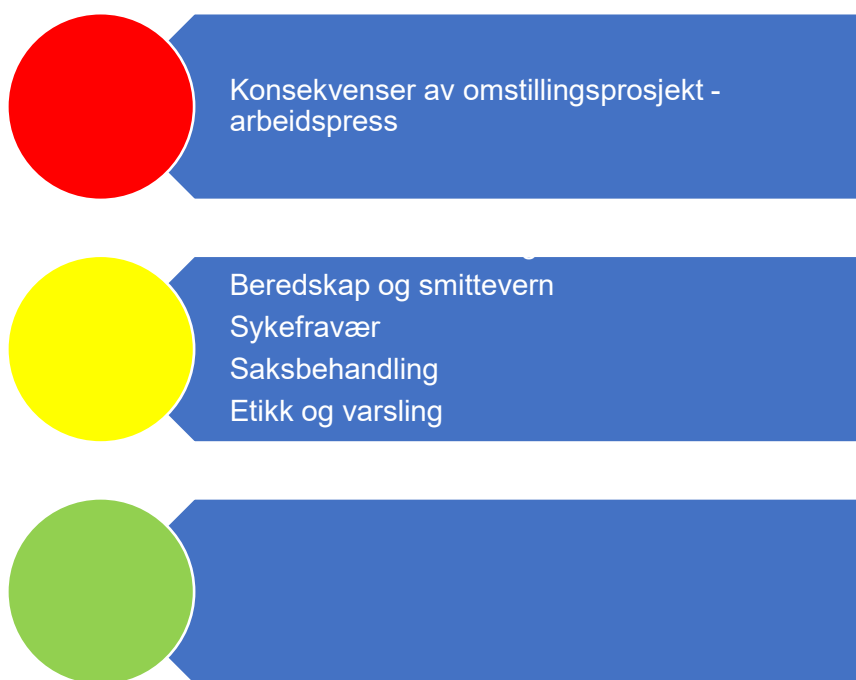 Konsekvenser av omstillingsprosjekt -
arbeidspress
Beredskap og smittevern
Sykefravær
Saksbehandling
Etikk og varsling